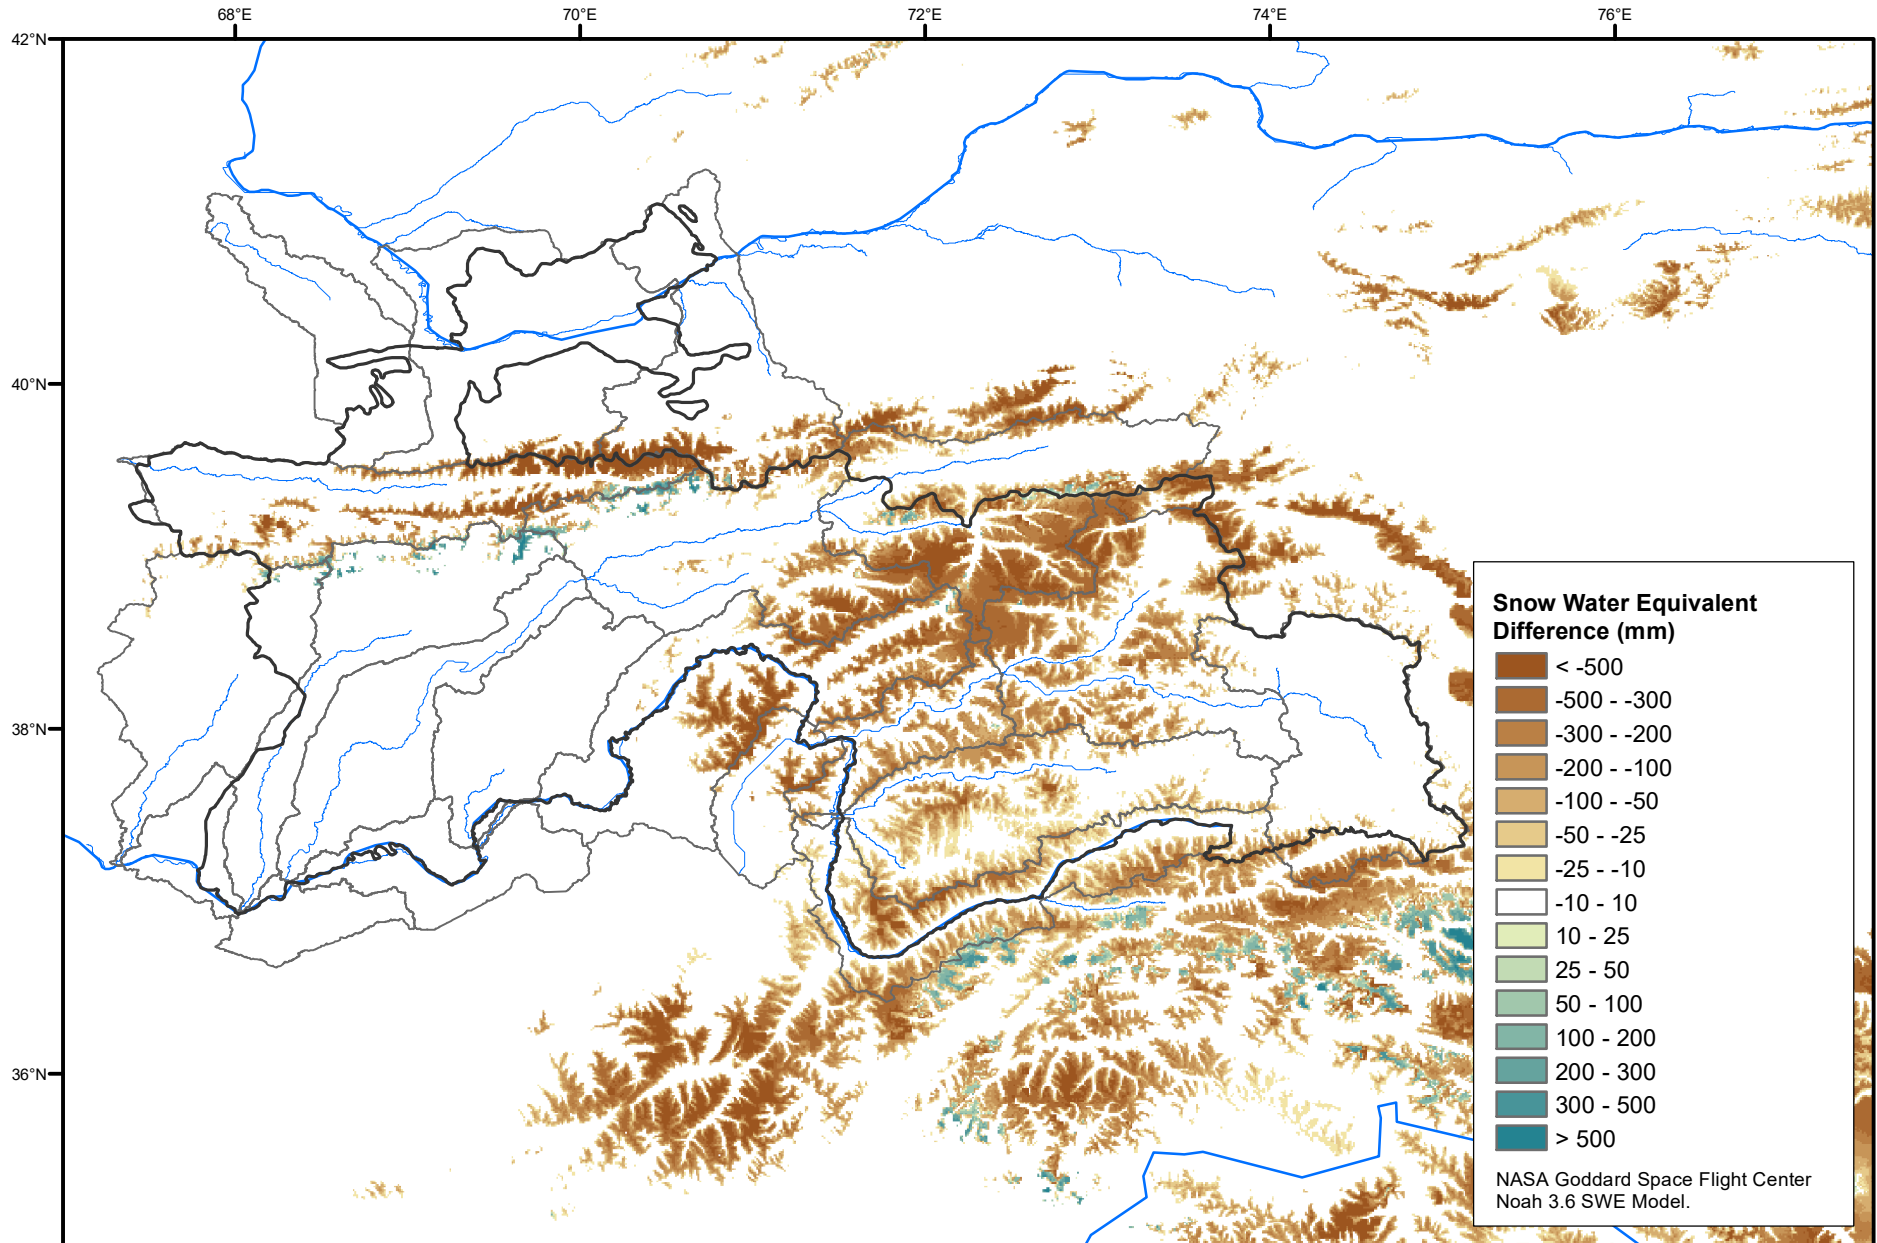 68°E 70°E 72°E 74°E 76°E
42°N
40°N
38°N
36°N
Snow Water Equivalent
Difference (mm)
< -500
-500 - -300
-300 - -200
-200 - -100
-100 - -50
-50 - -25
-25 - -10
-10 - 10
10 - 25
25 - 50
50 - 100
100 - 200
200 - 300
300 - 500
> 500
NASA Goddard Space Flight Center
Noah 3.6 SWE Model.